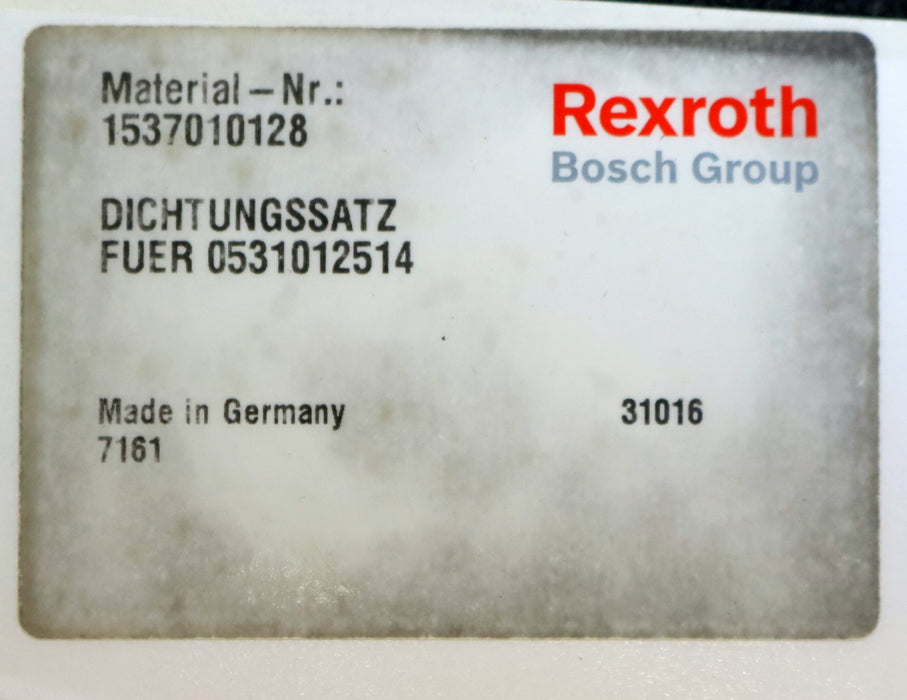 Material – Nr.:
1537010128
Rexroth
Bosch Group
DICHTUNGSSATZ
FUER 0531012514
Made in Germany
31016
7161